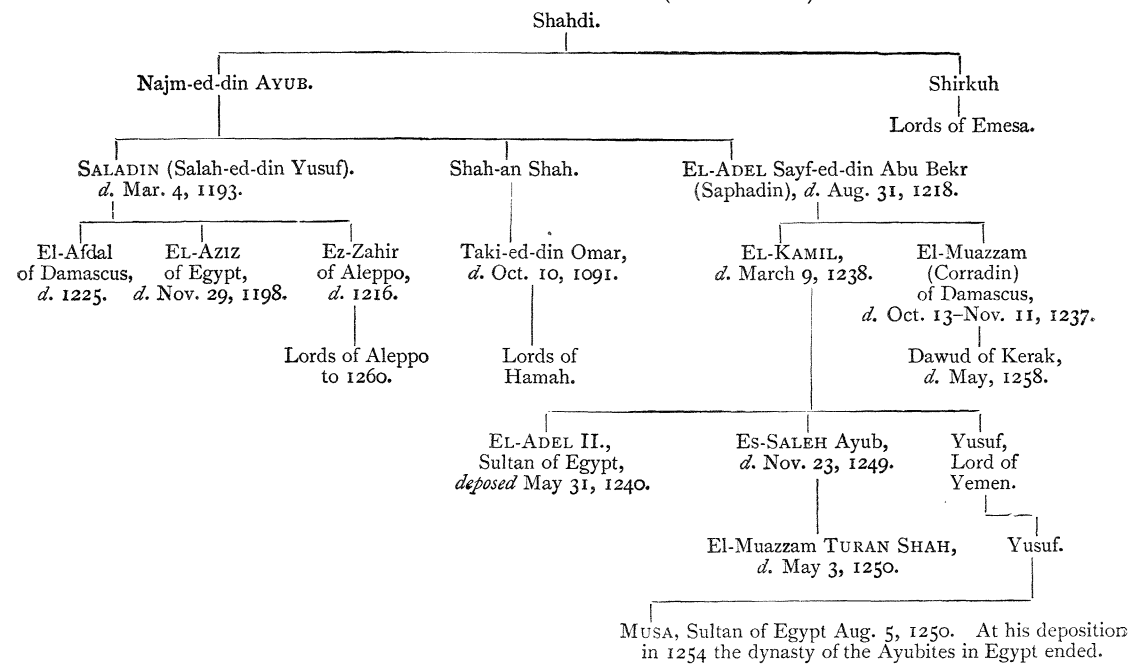 Shahdi.
Najm-ed-din AYUB.
Shirkuh
Lords of Emesa.
SALADIN (Salah-ed-din Yusuf).
d. Mar. 4, 1193.
Shah-an Shah.
EL-ADEL Sayf-ed-din Abu Bekr
(Saphadin), d. Aug. 31, 1218.
El-Afdal
of Damascus,
d. 1225.
EL-AZIZ
of Egypt,
d. Nov. 29, 1198.
Ez-Zahir
of Aleppo,
d. 1216.
Lords of Aleppo
to 1260.
Taki-ed-din Omar,
d. Oct. 10, 1091.
Lords of
Hamah.
EL-KAMIL,
d. March 9, 1238.
El-Muazzam
(Corradin)
of Damascus,
d. Oct. 13–Nov. 11, 1237.
Dawud of Kerak,
d. May, 1258.
EL-ADEL II.,
Sultan of Egypt,
deposed May 31, 1240.
ES-SALEH Ayub,
d. Nov. 23, 1249.
Yusuf,
Lord of
Yemen.
El-Muazzam TURAN SHAH,
d. May 3, 1250.
Yusuf.
MUSA, Sultan of Egypt Aug. 5, 1250. At his deposition
in 1254 the dynasty of the Ayubites in Egypt ended.